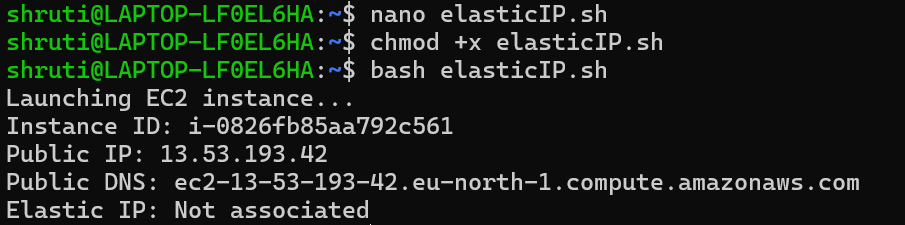 shruti@LAPTOP-LF0EL6HA:~$ nano elasticIP.sh
shruti@LAPTOP-LF0EL6HA:~$ chmod +x elasticIP.sh
shruti@LAPTOP-LF0EL6HA:~$ bash elasticIP.sh
Launching EC2 instance...
Instance ID: i-0826fb85aa792c561
Public IP: 13.53.193.42
Public DNS: ec2-13-53-193-42.eu-north-1.compute.amazonaws.com
Elastic IP: Not associated